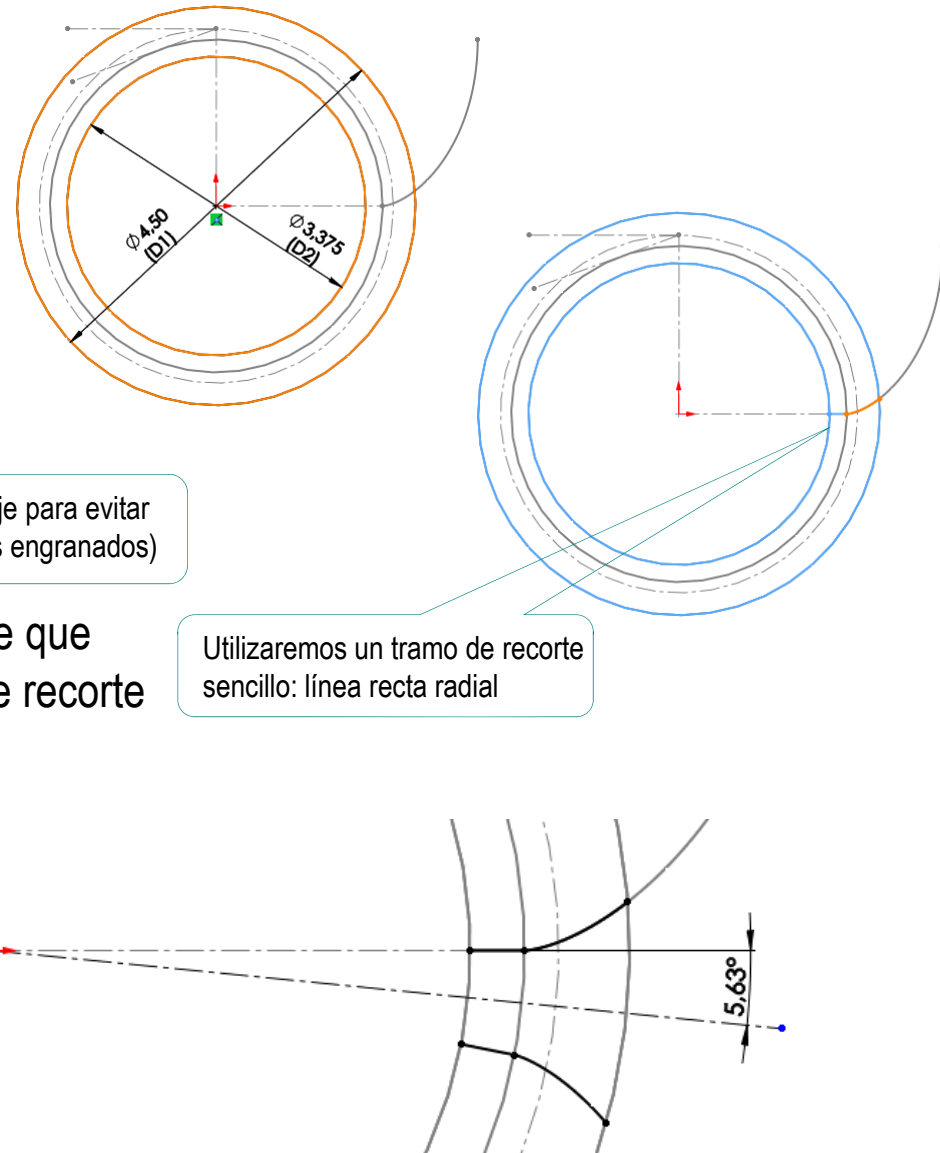 Ø4,50
(D1)
Ø3,375
(D2)
je para evitar
s engranados)
e que
e recorte
Utilizaremos un tramo de recorte
sencillo: línea recta radial
5,63°